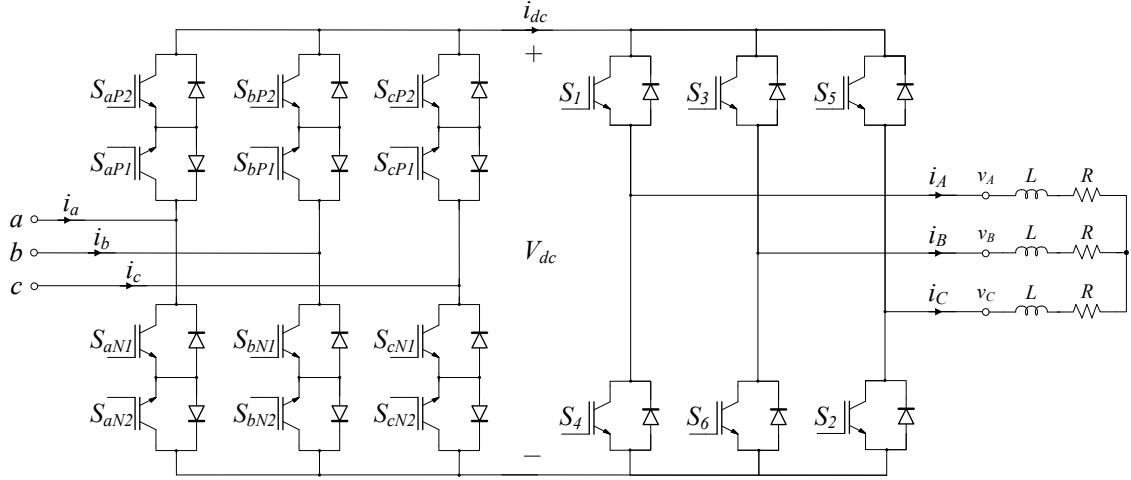 i_dc
+
S_aP2 S_bP2 S_cP2 S_1 S_3 S_5
S_aP1 S_bP1 S_cP1
i_A v_A L R
a i_a
b i_b V_dc i_B v_B L R
c i_c
i_C v_C L R
S_aN1 S_bN1 S_cN1
S_aN2 S_bN2 S_cN2 S_4 S_6 S_2
−